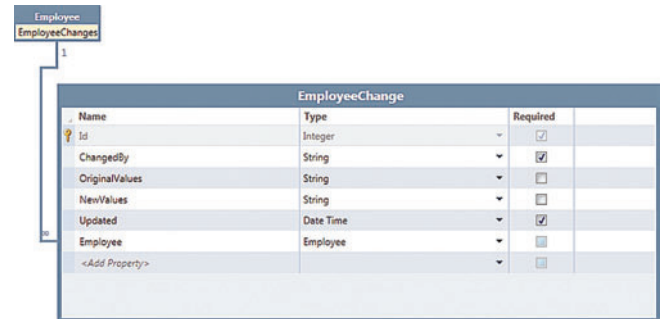 Employee
EmployeeChanges
1
EmployeeChange
Name Type Required
Id Integer
ChangedBy String
OriginalValues String
NewValues String
Updated Date Time
∞ Employee Employee
<Add Property>